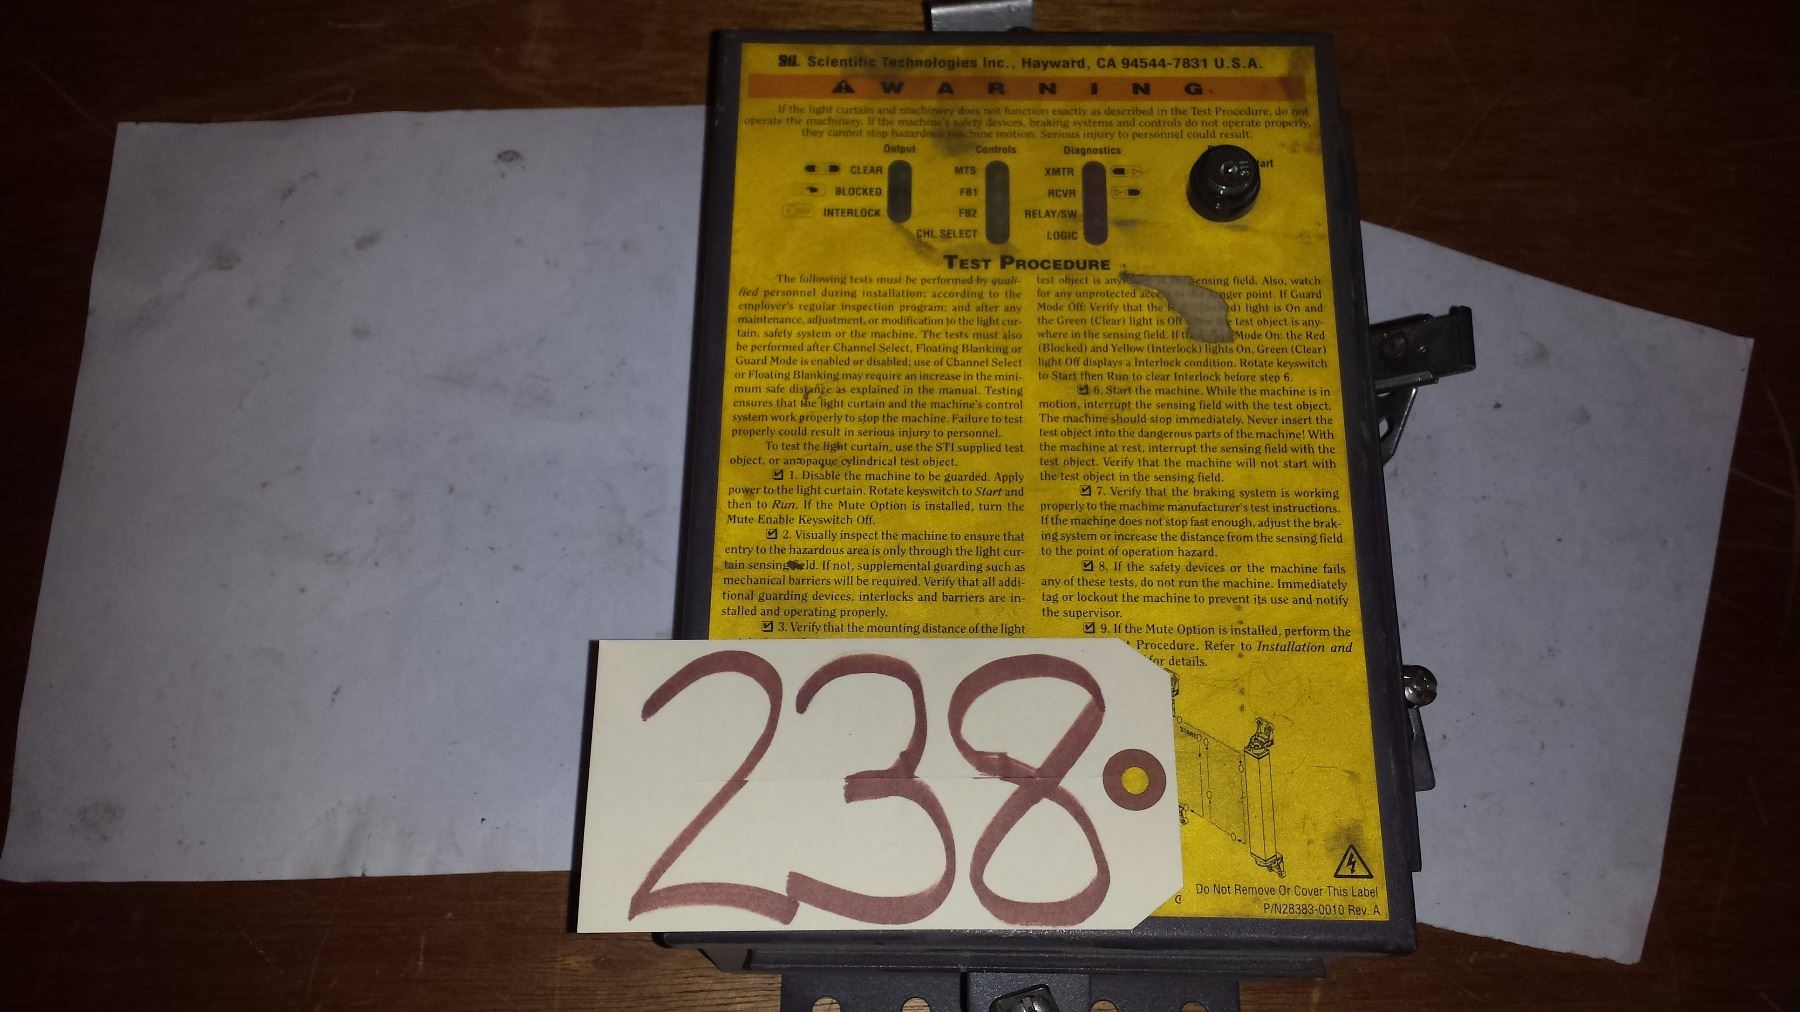 STI. Scientific Technologies Inc., Hayward, CA 94544-7831 U.S.A.
WARNING
If the light curtain and machinery does not function exactly as described in the Test Procedure, do not
operate the machinery. If the machine's safety devices, braking systems and controls do not operate properly,
they cannot stop hazardous machine motion. Serious injury to personnel could result.
Output Controls Diagnostics
CLEAR MTS XMTR
BLOCKED FB1 RCVR
INTERLOCK FB2 RELAY/SW
CHL SELECT LOGIC
STI
TEST PROCEDURE
The following tests must be performed by quali-
fied personnel during installation; according to the
employer's regular inspection program; and after any
maintenance, adjustment, or modification to the light cur-
tain, safety system or the machine. The tests must also
be performed after Channel Select, Floating Blanking or
Guard Mode is enabled or disabled; use of Channel Select
or Floating Blanking may require an increase in the mini-
mum safe distance as explained in the manual. Testing
ensures that the light curtain and the machine's control
system work properly to stop the machine. Failure to test
properly could result in serious injury to personnel.
To test the light curtain, use the STI supplied test
object, or an opaque cylindrical test object.
1. Disable the machine to be guarded. Apply
power to the light curtain. Rotate keyswitch to Start and
then to Run. If the Mute Option is installed, turn the
Mute Enable Keyswitch Off.
2. Visually inspect the machine to ensure that
entry to the hazardous area is only through the light cur-
tain sensing field. If not, supplemental guarding such as
mechanical barriers will be required. Verify that all addi-
tional guarding devices, interlocks and barriers are in-
stalled and operating properly.
3. Verify that the mounting distance of the light
test object is sensing field. Also, watch
for any unprotected point. If Guard
Mode Off: Verify that the light is On and
the Green (Clear) light is Off test object is any-
where in the sensing field. If Mode On: the Red
(Blocked) and Yellow (Interlock) lights On, Green (Clear)
light Off displays a Interlock condition. Rotate keyswitch
to Start then Run to clear Interlock before step 6.
6. Start the machine. While the machine is in
motion, interrupt the sensing field with the test object.
The machine should stop immediately. Never insert the
test object into the dangerous parts of the machine! With
the machine at rest, interrupt the sensing field with the
test object. Verify that the machine will not start with
the test object in the sensing field.
7. Verify that the braking system is working
properly to the machine manufacturer's test instructions.
If the machine does not stop fast enough, adjust the brak-
ing system or increase the distance from the sensing field
to the point of operation hazard.
8. If the safety devices or the machine fails
any of these tests, do not run the machine. Immediately
tag or lockout the machine to prevent its use and notify
the supervisor.
9. If the Mute Option is installed, perform the
Procedure. Refer to Installation and
for details.
238
Do Not Remove Or Cover This Label
P/N28383-0010 Rev. A